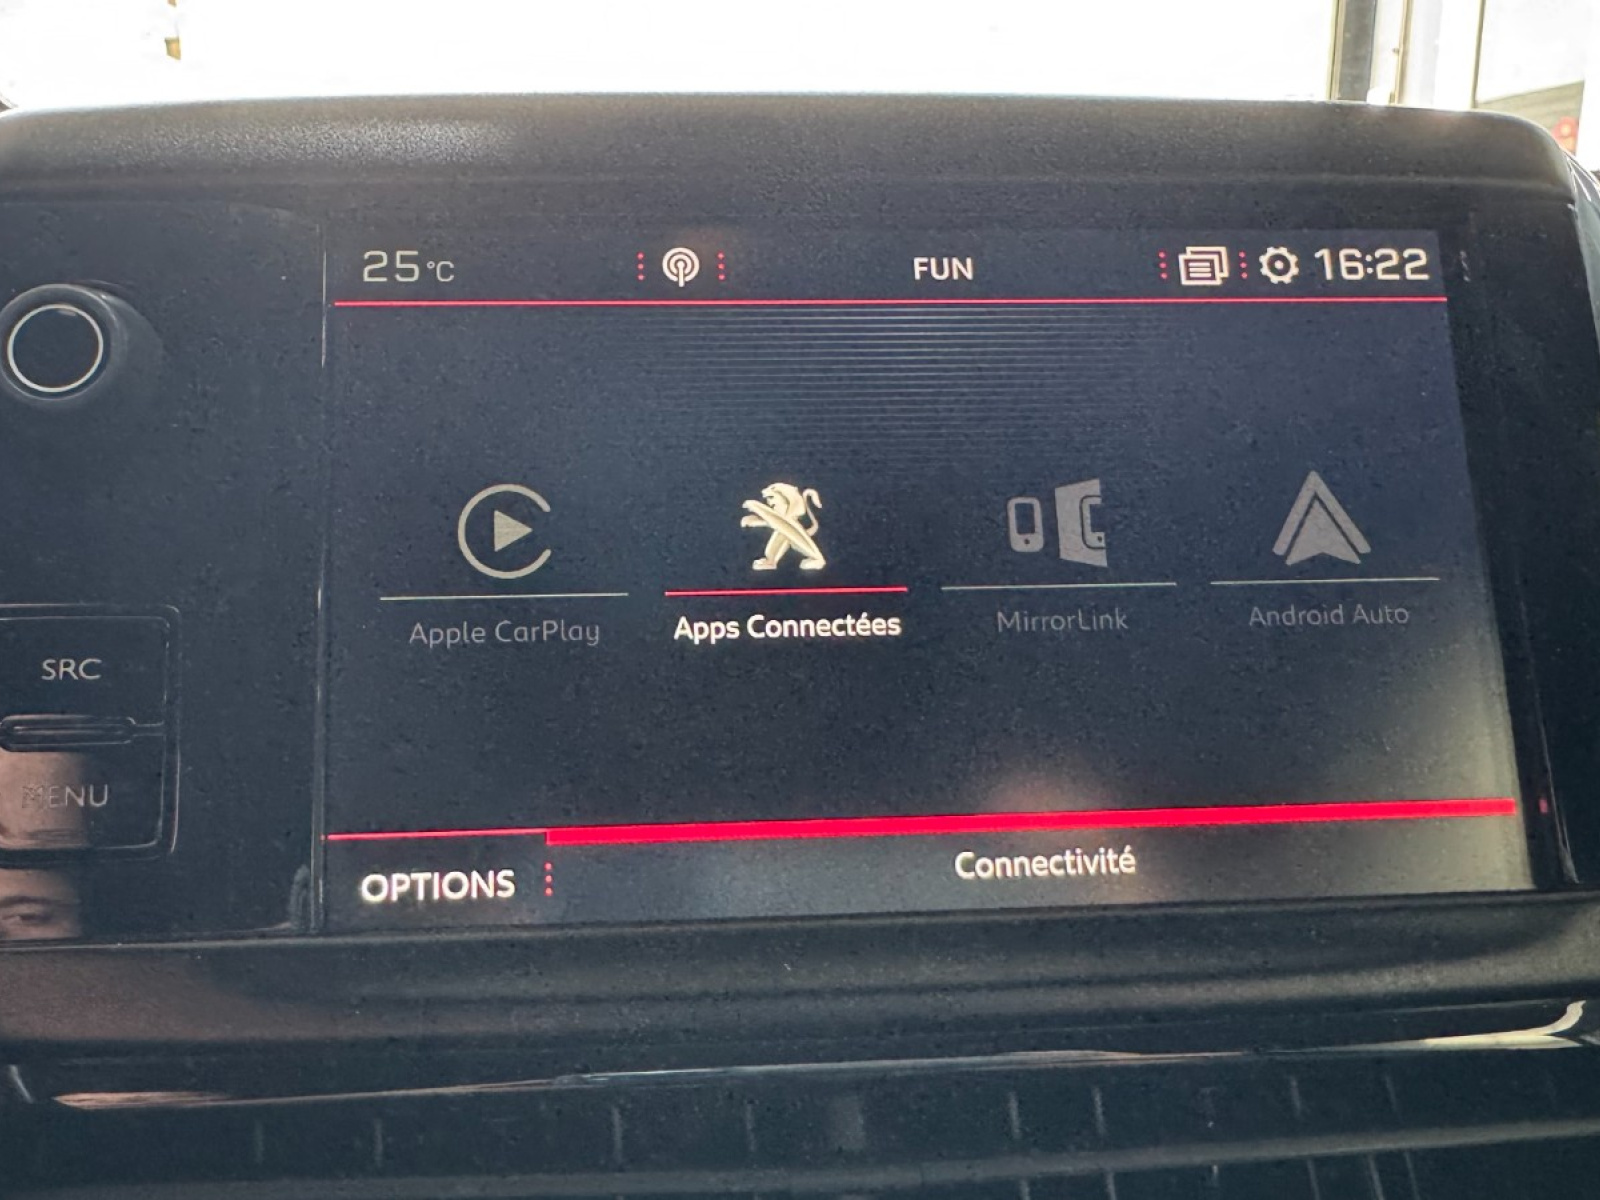 25°C FUN 16:22
Apple CarPlay Apps Connectées MirrorLink Android Auto
SRC
MENU
OPTIONS Connectivité